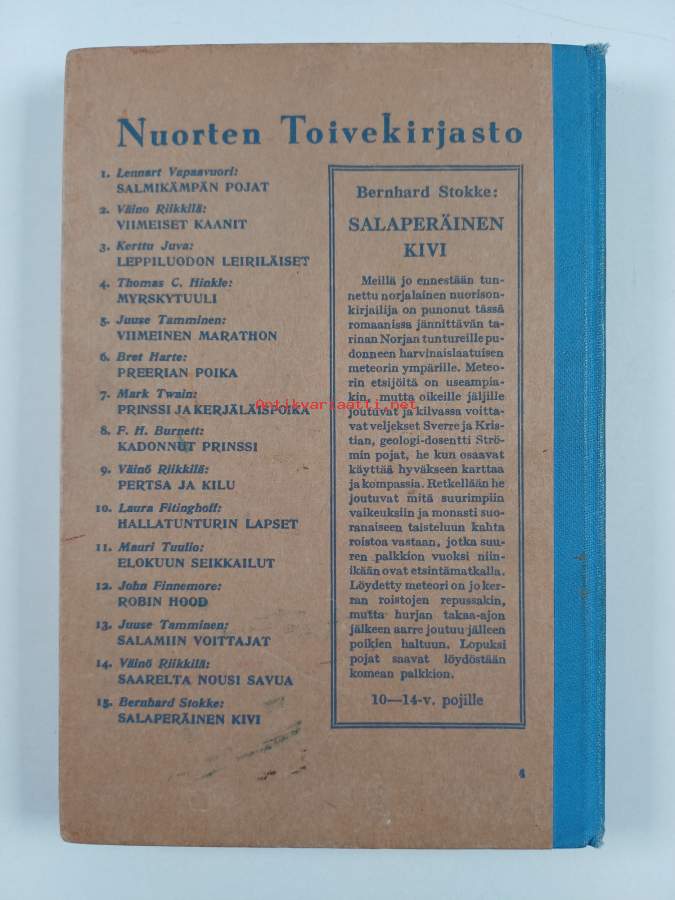 Nuorten Toivekirjasto
1. Lennart Vapaavuori:
SALMIKÄMPÄN POJAT
2. Väinö Riikkilä:
VIIMEISET KAANIT
3. Kerttu Juva:
LEPPILUODON LEIRILÄISET
4. Thomas C. Hinkle:
MYRSKYTUULI
5. Juuse Tamminen:
VIIMEINEN MARATHON
6. Bret Harte:
PREERIAN POIKA
7. Mark Twain:
PRINSSI JA KERJÄLÄISPOIKA
8. F. H. Burnett:
KADONNUT PRINSSI
9. Väinö Riikkilä:
PERTSA JA KILU
10. Laura Fitinghoff:
HALLATUNTURIN LAPSET
11. Mauri Tuulio:
ELOKUUN SEIKKAILUT
12. John Finnemore:
ROBIN HOOD
13. Juuse Tamminen:
SALAMIIN VOITTAJAT
14. Väinö Riikkilä:
SAARELTA NOUSI SAVUA
15. Bernhard Stokke:
SALAPERÄINEN KIVI
Bernhard Stokke:
SALAPERÄINEN
KIVI
Meillä jo ennestään tun-
nettu norjalainen nuorison-
kirjailija on punonut tässä
romaanissa jännittävän ta-
rinan Norjan tuntureille pu-
donneen harvinaislaatuisen
meteorin ympärille. Meteo-
rin etsijöitä on useampia-
kin, mutta oikeille jäljille
joutuvat ja kilvassa voitta-
vat veljekset Sverre ja Kris-
tian, geologi-dosentti Strö-
min pojat, he kun osaavat
käyttää hyväkseen karttaa
ja kompassia. Retkellään he
joutuvat mitä suurimpiin
vaikeuksiin ja monasti suo-
ranaiseen taisteluun kahta
roistoa vastaan, jotka suu-
ren palkkion vuoksi niin-
ikään ovat etsintämatkalla.
Löydetty meteori on jo ker-
ran roistojen repussakin,
mutta hurjan takaa-ajon
jälkeen aarre joutuu jälleen
poikien haltuun. Lopuksi
pojat saavat löydöstään
komean palkkion.
10—14-v. pojille
4
Antikvariaatti.net